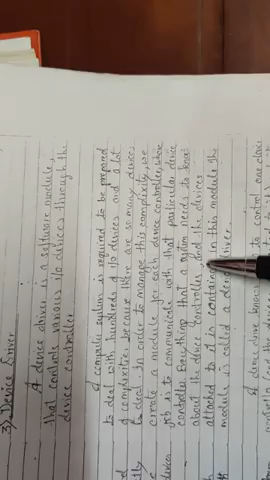 3) Device Driver
A device driver is a software module,
that controls various I/o devices through the
device controller.
A computer system is required to be prepared
to deal with hundreds of I/o devices and a lot
of complexities, because there are so many devices
to deal. In order to manage this complexity, we
create a module for each device controller, whose
job is to communicate with that particular device
controller. Everything that a system needs to know
about the device controller and the devices
attached to it is contained in this module. This
module is called a device driver.
A device driver knows to control one device